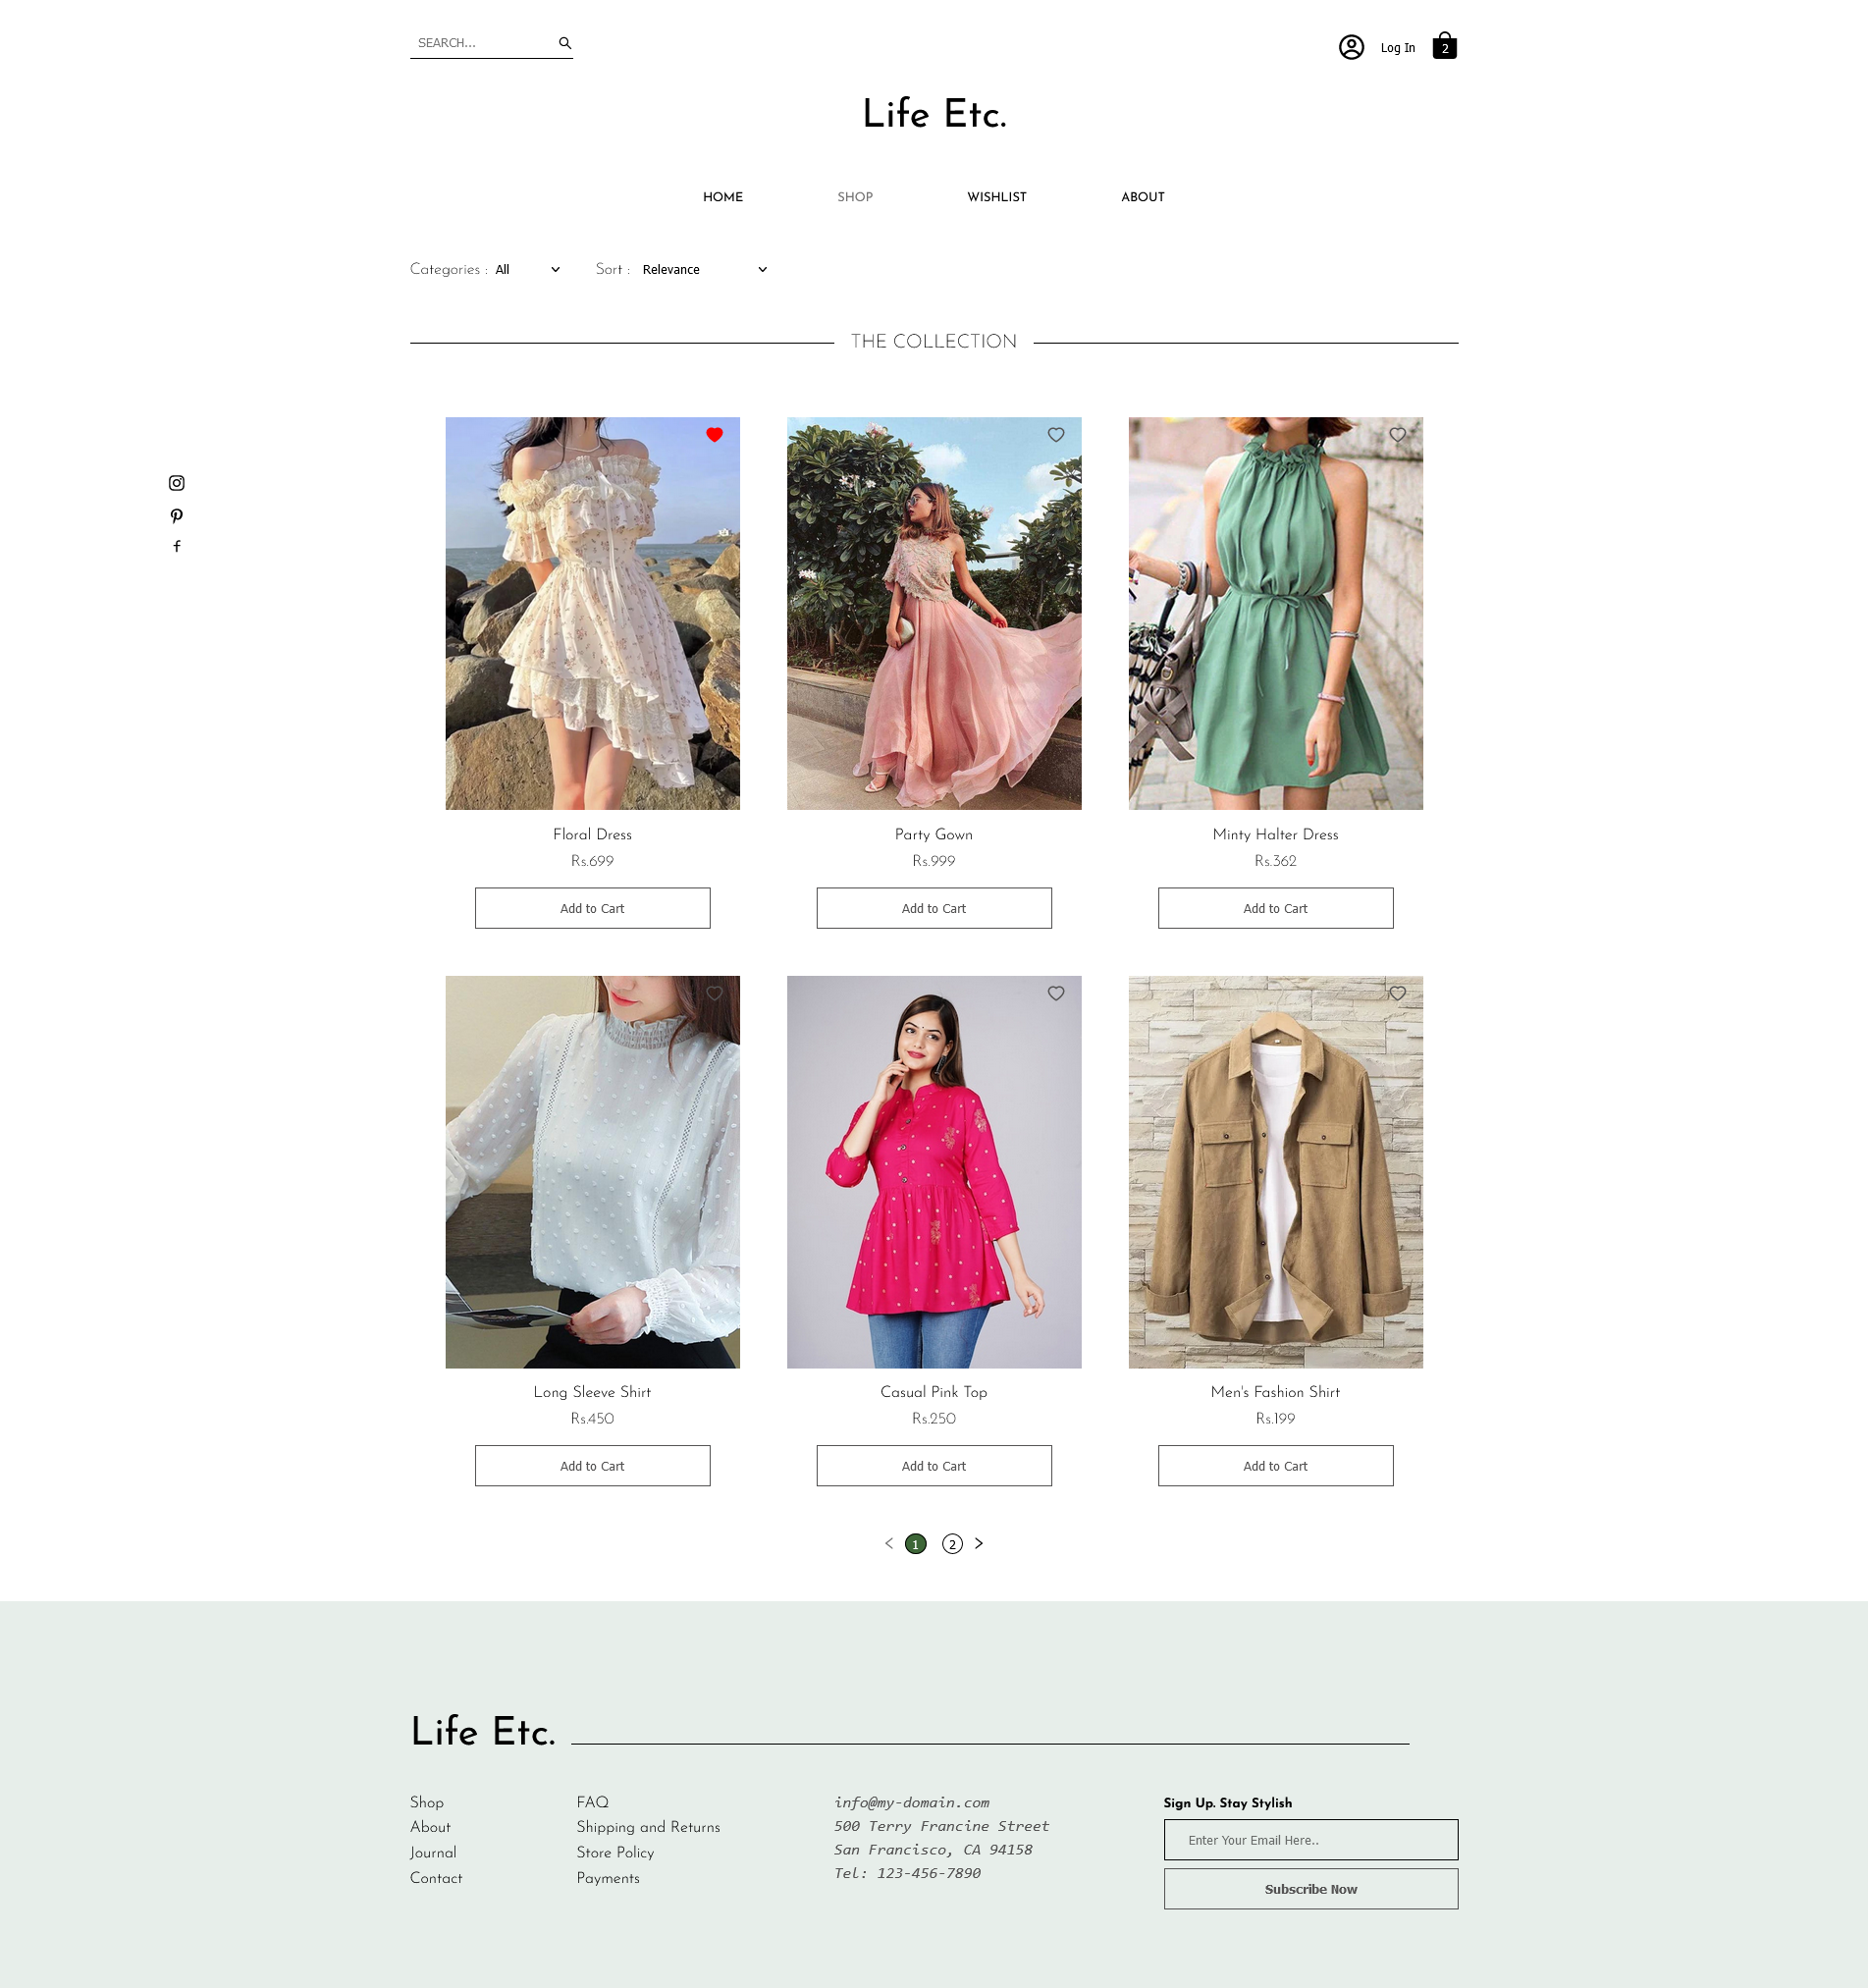 SEARCH...
Log In
2
Life Etc.
HOME
SHOP
WISHLIST
ABOUT
Categories : All
Sort : Relevance
THE COLLECTION
Floral Dress
Rs.699
Add to Cart
Party Gown
Rs.999
Add to Cart
Minty Halter Dress
Rs.362
Add to Cart
Long Sleeve Shirt
Rs.450
Add to Cart
Casual Pink Top
Rs.250
Add to Cart
Men's Fashion Shirt
Rs.199
Add to Cart
< 1 2 >
Life Etc.
Shop
About
Journal
Contact
FAQ
Shipping and Returns
Store Policy
Payments
info@my-domain.com
500 Terry Francine Street
San Francisco, CA 94158
Tel: 123-456-7890
Sign Up. Stay Stylish
Enter Your Email Here..
Subscribe Now